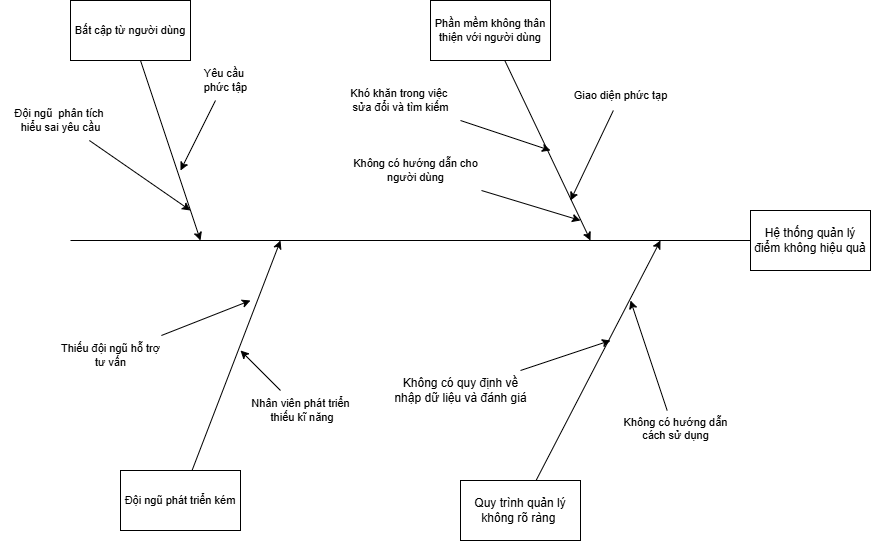 Bất cập từ người dùng
Phần mềm không thân
thiện với người dùng
Yêu cầu
phức tập
Đội ngũ phân tích
hiểu sai yêu cầu
Khó khăn trong việc
sửa đổi và tìm kiếm
Giao diện phức tạp
Không có hướng dẫn cho
người dùng
Hệ thống quản lý
điểm không hiệu quả
Thiếu đội ngũ hỗ trợ
tư vấn
Nhân viên phát triển
thiếu kĩ năng
Không có quy định về
nhập dữ liệu và đánh giá
Không có hướng dẫn
cách sử dụng
Đội ngũ phát triển kém
Quy trình quản lý
không rõ ràng